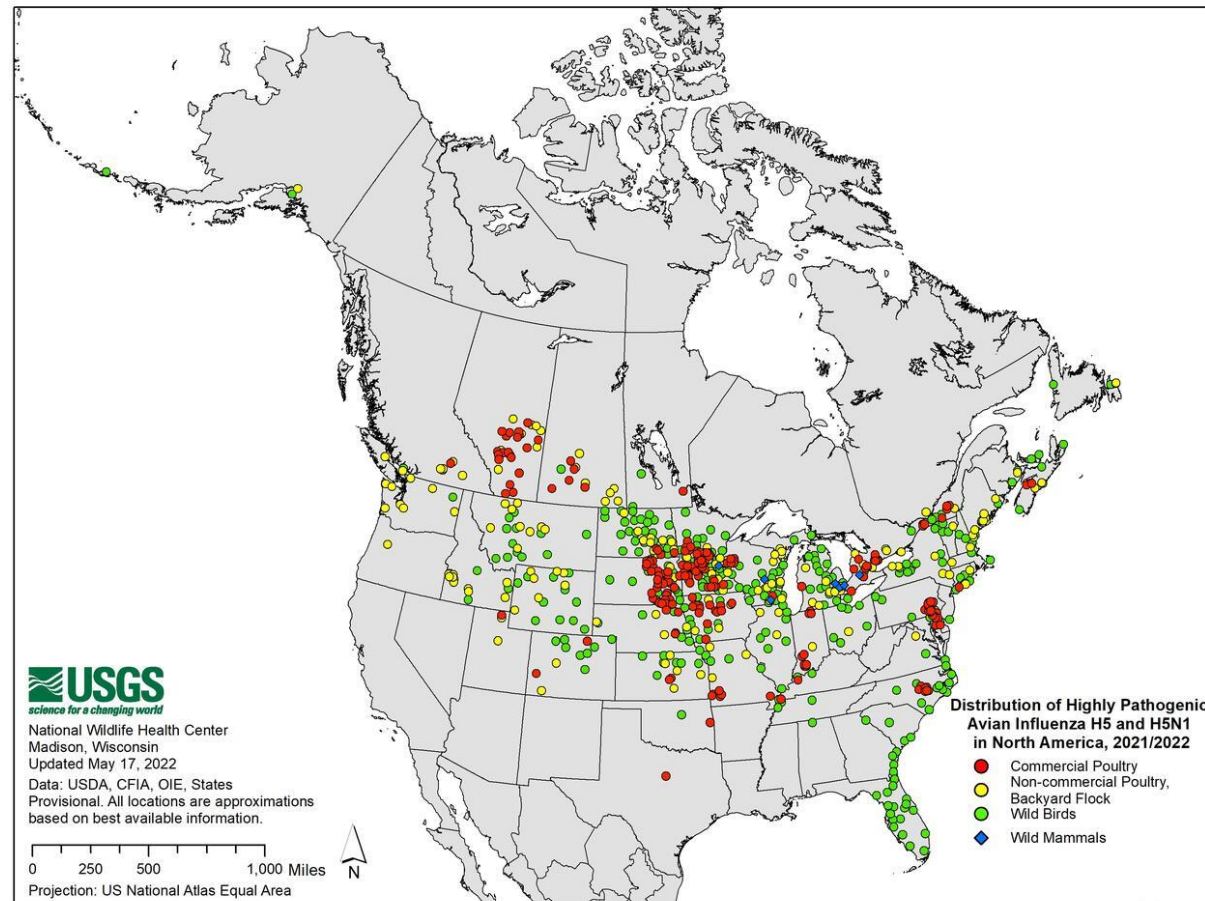 USGS
science for a changing world
National Wildlife Health Center
Madison, Wisconsin
Updated May 17, 2022
Data: USDA, CFIA, OIE, States
Provisional. All locations are approximations
based on best available information.
0 250 500 1,000 Miles
N
Projection: US National Atlas Equal Area
Distribution of Highly Pathogenic
Avian Influenza H5 and H5N1
in North America, 2021/2022
Commercial Poultry
Non-commercial Poultry,
Backyard Flock
Wild Birds
Wild Mammals